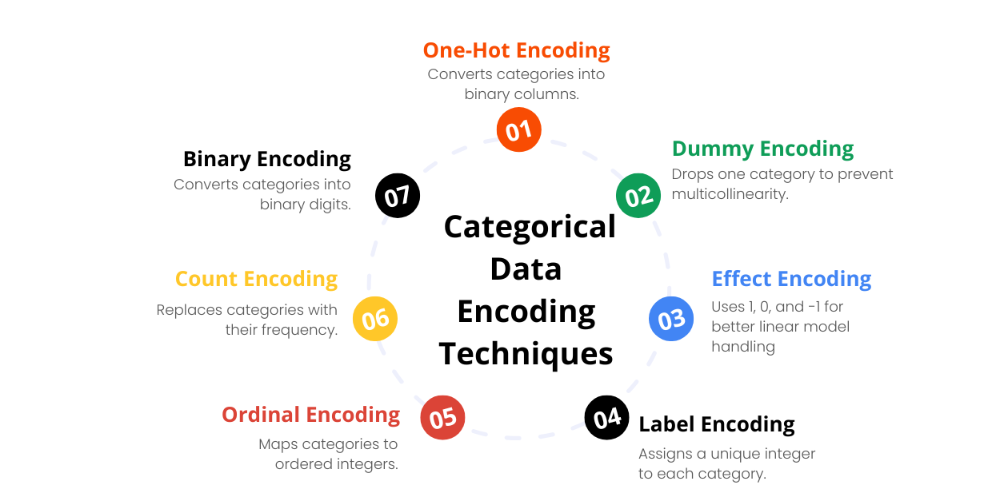 One-Hot Encoding
Converts categories into
binary columns.
01
Dummy Encoding
Drops one category to prevent
multicollinearity.
02
Effect Encoding
Uses 1, 0, and -1 for
better linear model
handling
03
Label Encoding
Assigns a unique integer
to each category.
04
Ordinal Encoding
Maps categories to
ordered integers.
05
Count Encoding
Replaces categories with
their frequency.
06
Binary Encoding
Converts categories into
binary digits.
07
Categorical
Data
Encoding
Techniques